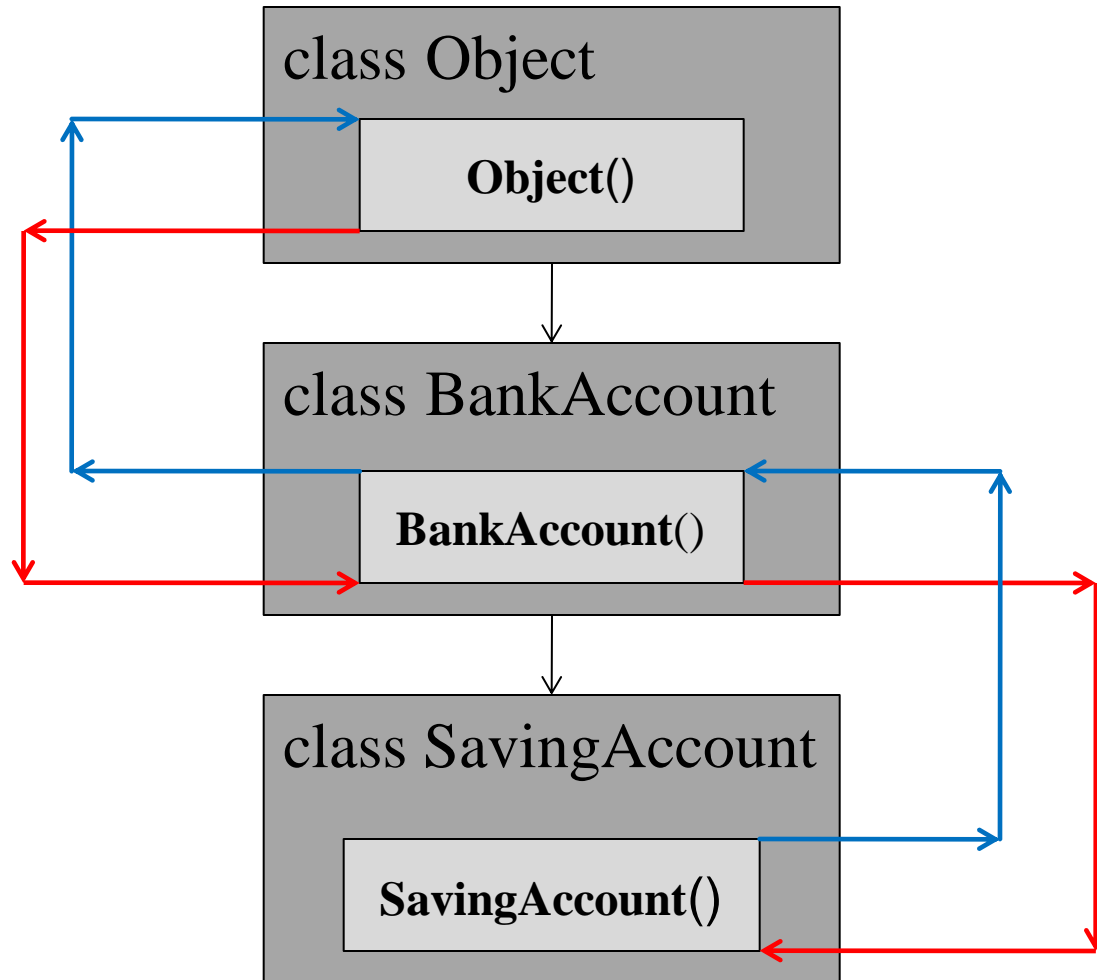 class Object
Object()
class BankAccount
BankAccount()
class SavingAccount
SavingAccount()